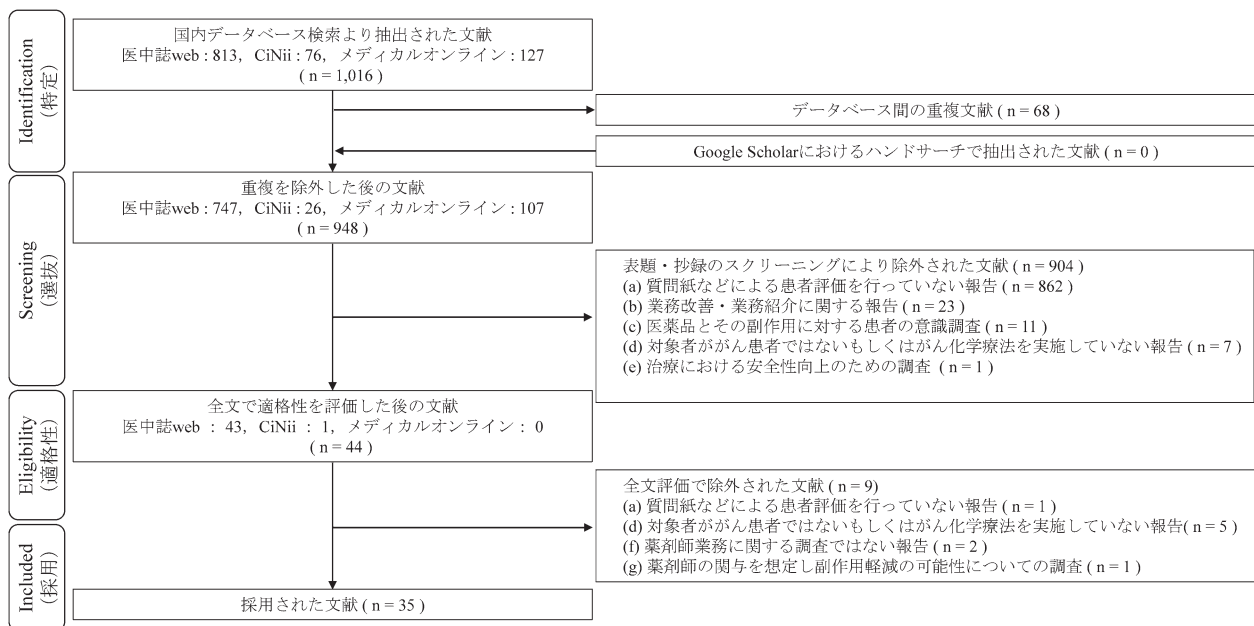 Identification
（特定）
国内データベース検索より抽出された文献
医中誌web : 813, CiNii : 76, メディカルオンライン : 127
( n = 1,016 )
データベース間の重複文献 ( n = 68 )
Google Scholarにおけるハンドサーチで抽出された文献 ( n = 0 )
Screening
（選抜）
重複を除外した後の文献
医中誌web : 747, CiNii : 26, メディカルオンライン : 107
( n = 948 )
表題・抄録のスクリーニングにより除外された文献 ( n = 904 )
(a) 質問紙などによる患者評価を行っていない報告 ( n = 862 )
(b) 業務改善・業務紹介に関する報告 ( n = 23 )
(c) 医薬品とその副作用に対する患者の意識調査 ( n = 11 )
(d) 対象者ががん患者ではないもしくはがん化学療法を実施していない報告 ( n = 7 )
(e) 治療における安全性向上のための調査 ( n = 1 )
Eligibility
（適格性）
全文で適格性を評価した後の文献
医中誌web : 43, CiNii : 1, メディカルオンライン : 0
( n = 44 )
全文評価で除外された文献 ( n = 9)
(a) 質問紙などによる患者評価を行っていない報告 ( n = 1 )
(d) 対象者ががん患者ではないもしくはがん化学療法を実施していない報告( n = 5 )
(f) 薬剤師業務に関する調査ではない報告 ( n = 2 )
(g) 薬剤師の関与を想定し副作用軽減の可能性についての調査 ( n = 1 )
Included
（採用）
採用された文献 ( n = 35 )